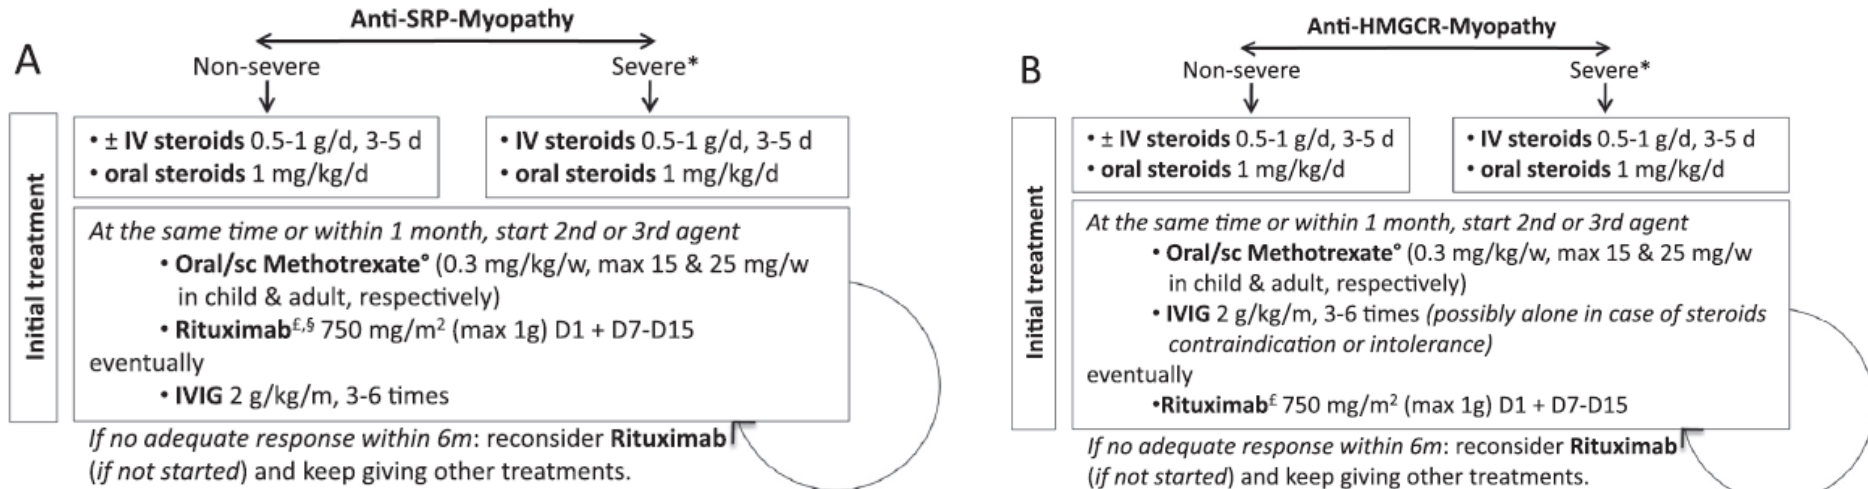 A
Anti-SRP-Myopathy
Non-severe
Severe*
Initial treatment
• ± IV steroids 0.5-1 g/d, 3-5 d
• oral steroids 1 mg/kg/d
• IV steroids 0.5-1 g/d, 3-5 d
• oral steroids 1 mg/kg/d
At the same time or within 1 month, start 2nd or 3rd agent
• Oral/sc Methotrexate° (0.3 mg/kg/w, max 15 & 25 mg/w
in child & adult, respectively)
• Rituximab£,§ 750 mg/m² (max 1g) D1 + D7-D15
eventually
• IVIG 2 g/kg/m, 3-6 times
If no adequate response within 6m: reconsider Rituximab
(if not started) and keep giving other treatments.
B
Anti-HMGCR-Myopathy
Non-severe
Severe*
Initial treatment
• ± IV steroids 0.5-1 g/d, 3-5 d
• oral steroids 1 mg/kg/d
• IV steroids 0.5-1 g/d, 3-5 d
• oral steroids 1 mg/kg/d
At the same time or within 1 month, start 2nd or 3rd agent
• Oral/sc Methotrexate° (0.3 mg/kg/w, max 15 & 25 mg/w
in child & adult, respectively)
• IVIG 2 g/kg/m, 3-6 times (possibly alone in case of steroids
contraindication or intolerance)
eventually
•Rituximab£ 750 mg/m² (max 1g) D1 + D7-D15
If no adequate response within 6m: reconsider Rituximab
(if not started) and keep giving other treatments.